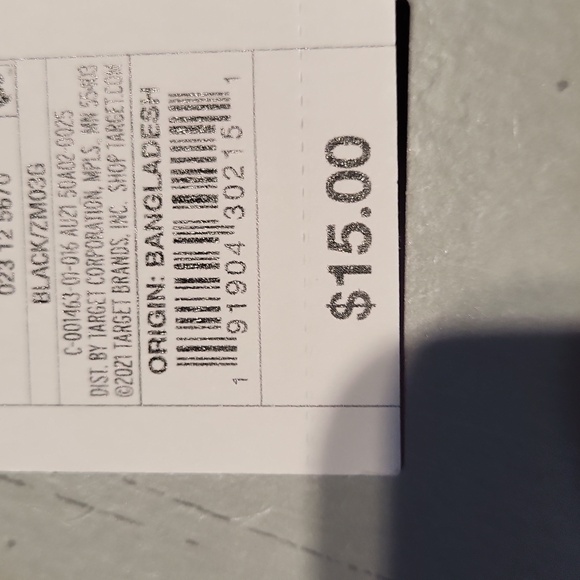 023 12 5670
BLACK/ZM03G
C-001463-01-016 AU21 50A02-0025
DIST. BY TARGET CORPORATION, MPLS, MN 55403
©2021 TARGET BRANDS, INC. SHOP TARGET.COM
ORIGIN: BANGLADESH
1 91904 30215 1
$15.00